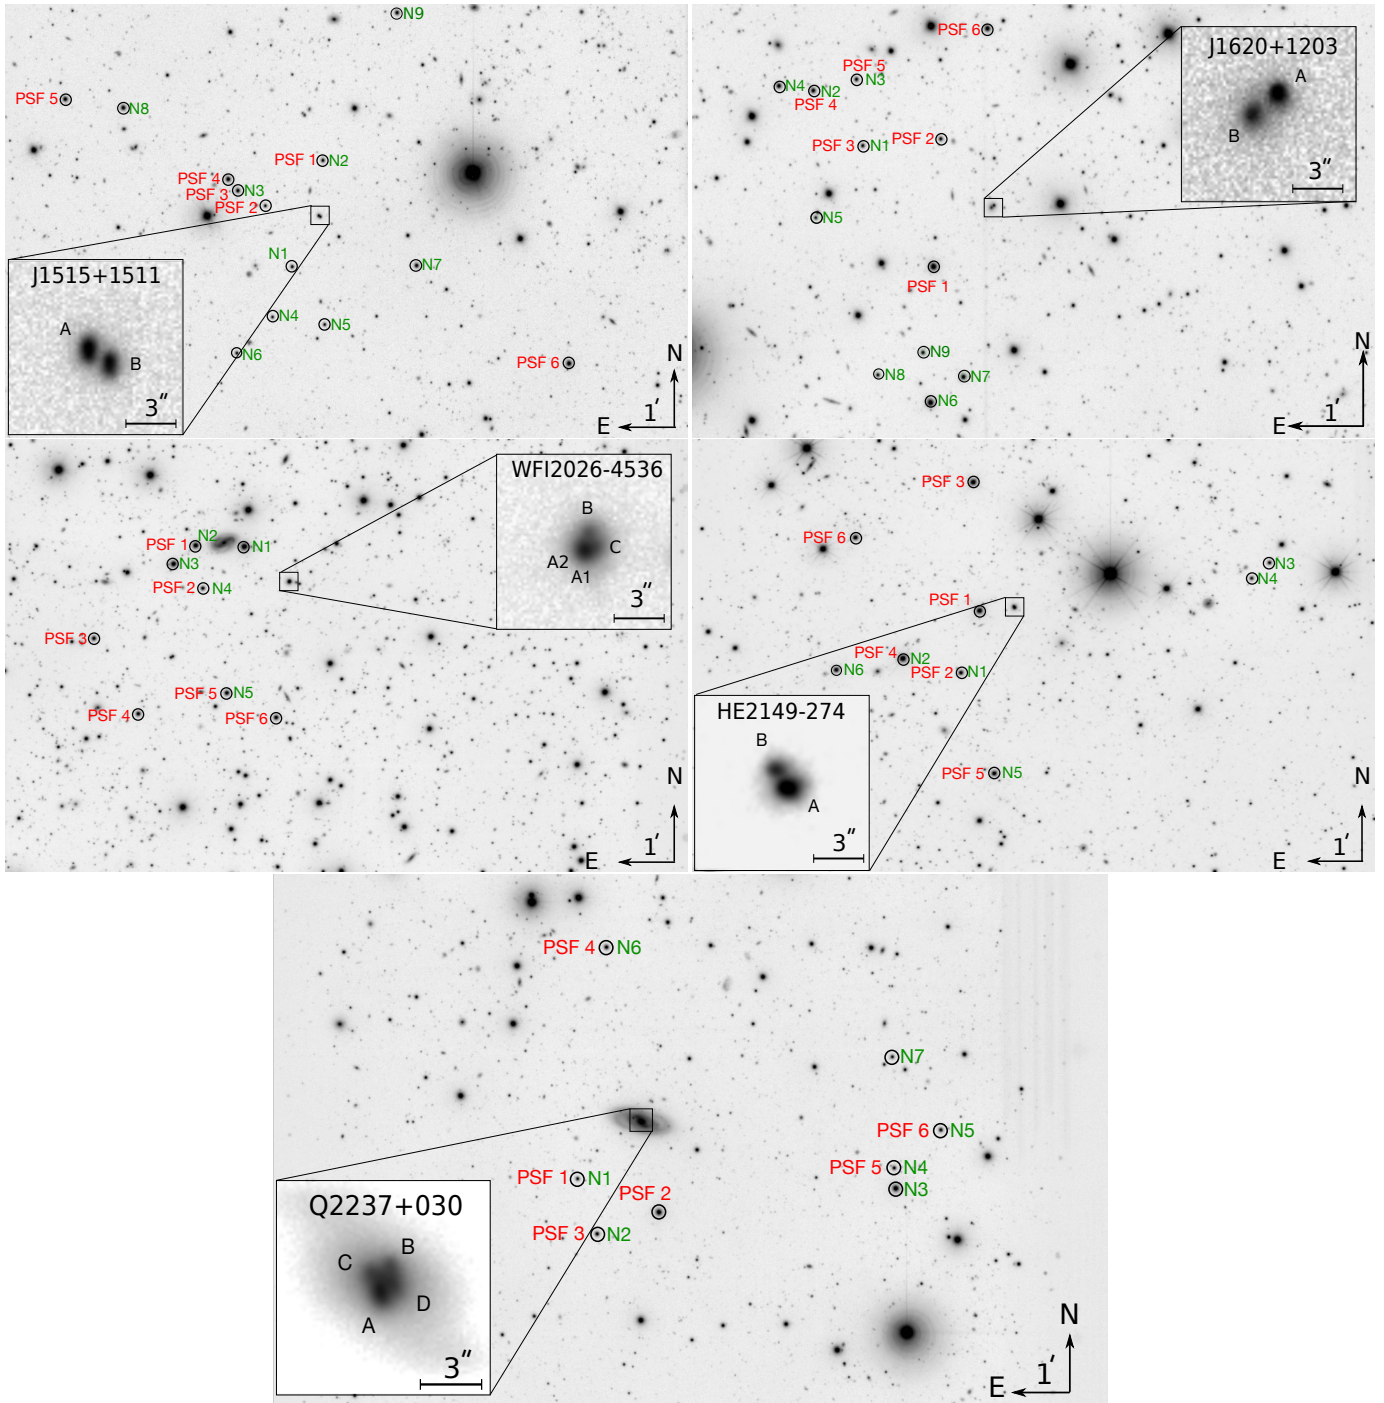 N9
PSF 5
N8
PSF 1 N2
PSF 4
PSF 3 N3
PSF 2
N1
N7
J1515+1511
A
B
3"
N4
N5
N6
PSF 6
N
1'
E
PSF 6
J1620+1203
A
B
3"
PSF 5
N4 N2 N3
PSF 4
PSF 2
PSF 3 N1
N5
PSF 1
N9
N8
N7
N6
N
1'
E
WFI2026-4536
B
C
A2
A1
3"
PSF 1 N2
N1
N3
PSF 2 N4
PSF 3
PSF 5 N5
PSF 4
PSF 6
N
1'
E
PSF 3
PSF 6
N3
N4
PSF 1
PSF 4 N2
N6
PSF 2 N1
HE2149-274
B
A
3"
PSF 5 N5
N
1'
E
PSF 4 N6
N7
PSF 6 N5
PSF 5 N4
N3
PSF 1 N1
PSF 2
PSF 3 N2
Q2237+030
B
C
D
A
3"
N
1'
E